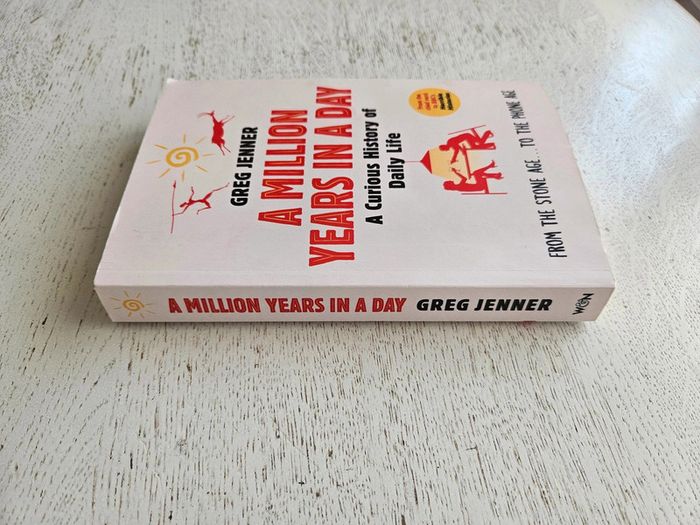 GREG JENNER
A MILLION
YEARS IN A DAY
A Curious History of
Daily Life
FROM THE STONE AGE...TO THE PHONE AGE
A MILLION YEARS IN A DAY GREG JENNER
W&N